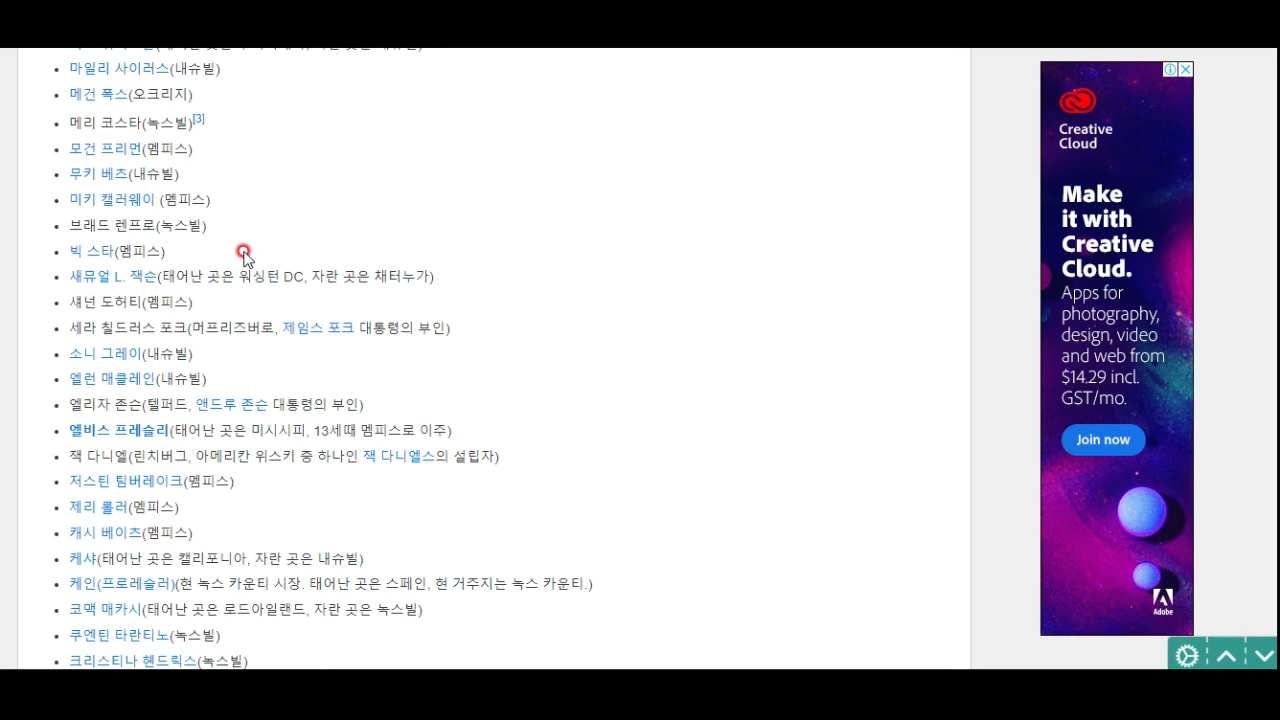 마일리 사이러스(내슈빌)
메건 폭스(오크리지)
메리 코스타(녹스빌)[3]
모건 프리먼(멤피스)
무키 베츠(내슈빌)
미키 캘러웨이 (멤피스)
브래드 렌프로(녹스빌)
빅 스타(멤피스)
새뮤얼 L. 잭슨(태어난 곳은 워싱턴 DC, 자란 곳은 채터누가)
섀넌 도허티(멤피스)
세라 칠드러스 포크(머프리즈버로, 제임스 포크 대통령의 부인)
소니 그레이(내슈빌)
엘런 매클레인(내슈빌)
엘리자 존슨(텔퍼드, 앤드루 존슨 대통령의 부인)
엘비스 프레슬리(태어난 곳은 미시시피, 13세때 멤피스로 이주)
잭 다니엘(린치버그, 아메리칸 위스키 중 하나인 잭 다니엘스의 설립자)
저스틴 팀버레이크(멤피스)
제리 롤러(멤피스)
캐시 베이츠(멤피스)
케샤(태어난 곳은 캘리포니아, 자란 곳은 내슈빌)
케인(프로레슬러)(현 녹스 카운티 시장. 태어난 곳은 스페인, 현 거주지는 녹스 카운티.)
코맥 매카시(태어난 곳은 로드아일랜드, 자란 곳은 녹스빌)
쿠엔틴 타란티노(녹스빌)
크리스티나 헨드릭스(녹스빌)
Creative
Cloud
Make
it with
Creative
Cloud.
Apps for
photography,
design, video
and web from
$14.29 incl.
GST/mo.
Join now
Adobe